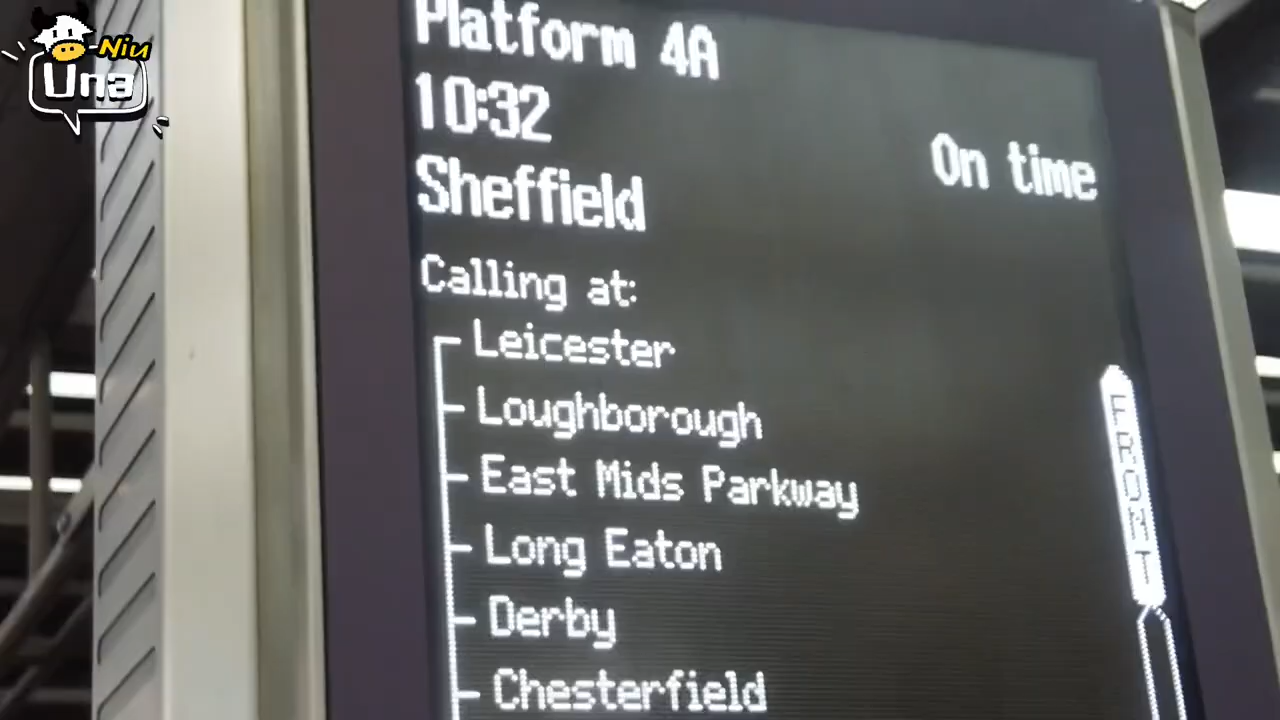 Niu
Una
Platform 4A
10:32
On time
Sheffield
Calling at:
Leicester
Loughborough
East Mids Parkway
Long Eaton
Derby
Chesterfield
FRONT